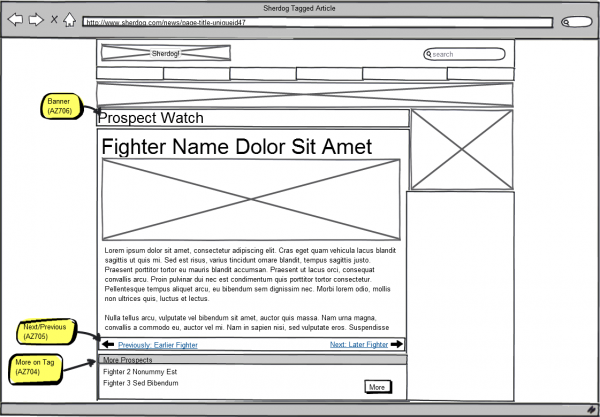 Sherdog Tagged Article
http://www.sherdog.com/news/page-title-uniqueid47
Sherdog!
search
Banner
(AZ706)
Prospect Watch
Fighter Name Dolor Sit Amet
Lorem ipsum dolor sit amet, consectetur adipiscing elit. Cras eget quam vehicula lacus blandit
sagittis ut quis mi. Sed est risus, varius tincidunt ornare blandit, tempus sagittis justo.
Praesent porttitor tortor eu mauris blandit accumsan. Praesent ut lacus orci, consequat
convallis arcu. Proin pulvinar dui nec est condimentum quis condimentum tortor consectetur.
Pellentesque tempus aliquet arcu, eu bibendum sem dignissim nec. Morbi lorem odio, mollis
non ultrices quis, luctus et lectus.
Nulla tellus arcu, vulputate vel bibendum sit amet, auctor quis massa. Nam urna magna,
convallis a commodo eu, auctor vel mi. Nam in sapien nisi, sed vulputate eros. Suspendisse
Next/Previous
(AZ705)
Previously: Earlier Fighter
Next: Later Fighter
More on Tag
(AZ704)
More Prospects
Fighter 2 Nonummy Est
Fighter 3 Sed Bibendum
More